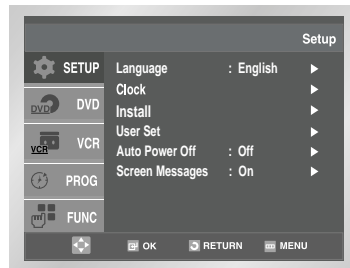 Setup
SETUP
Language : English
Clock
Install
User Set
Auto Power Off : Off
Screen Messages : On
DVD DVD
VCR VCR
PROG
FUNC
OK RETURN MENU